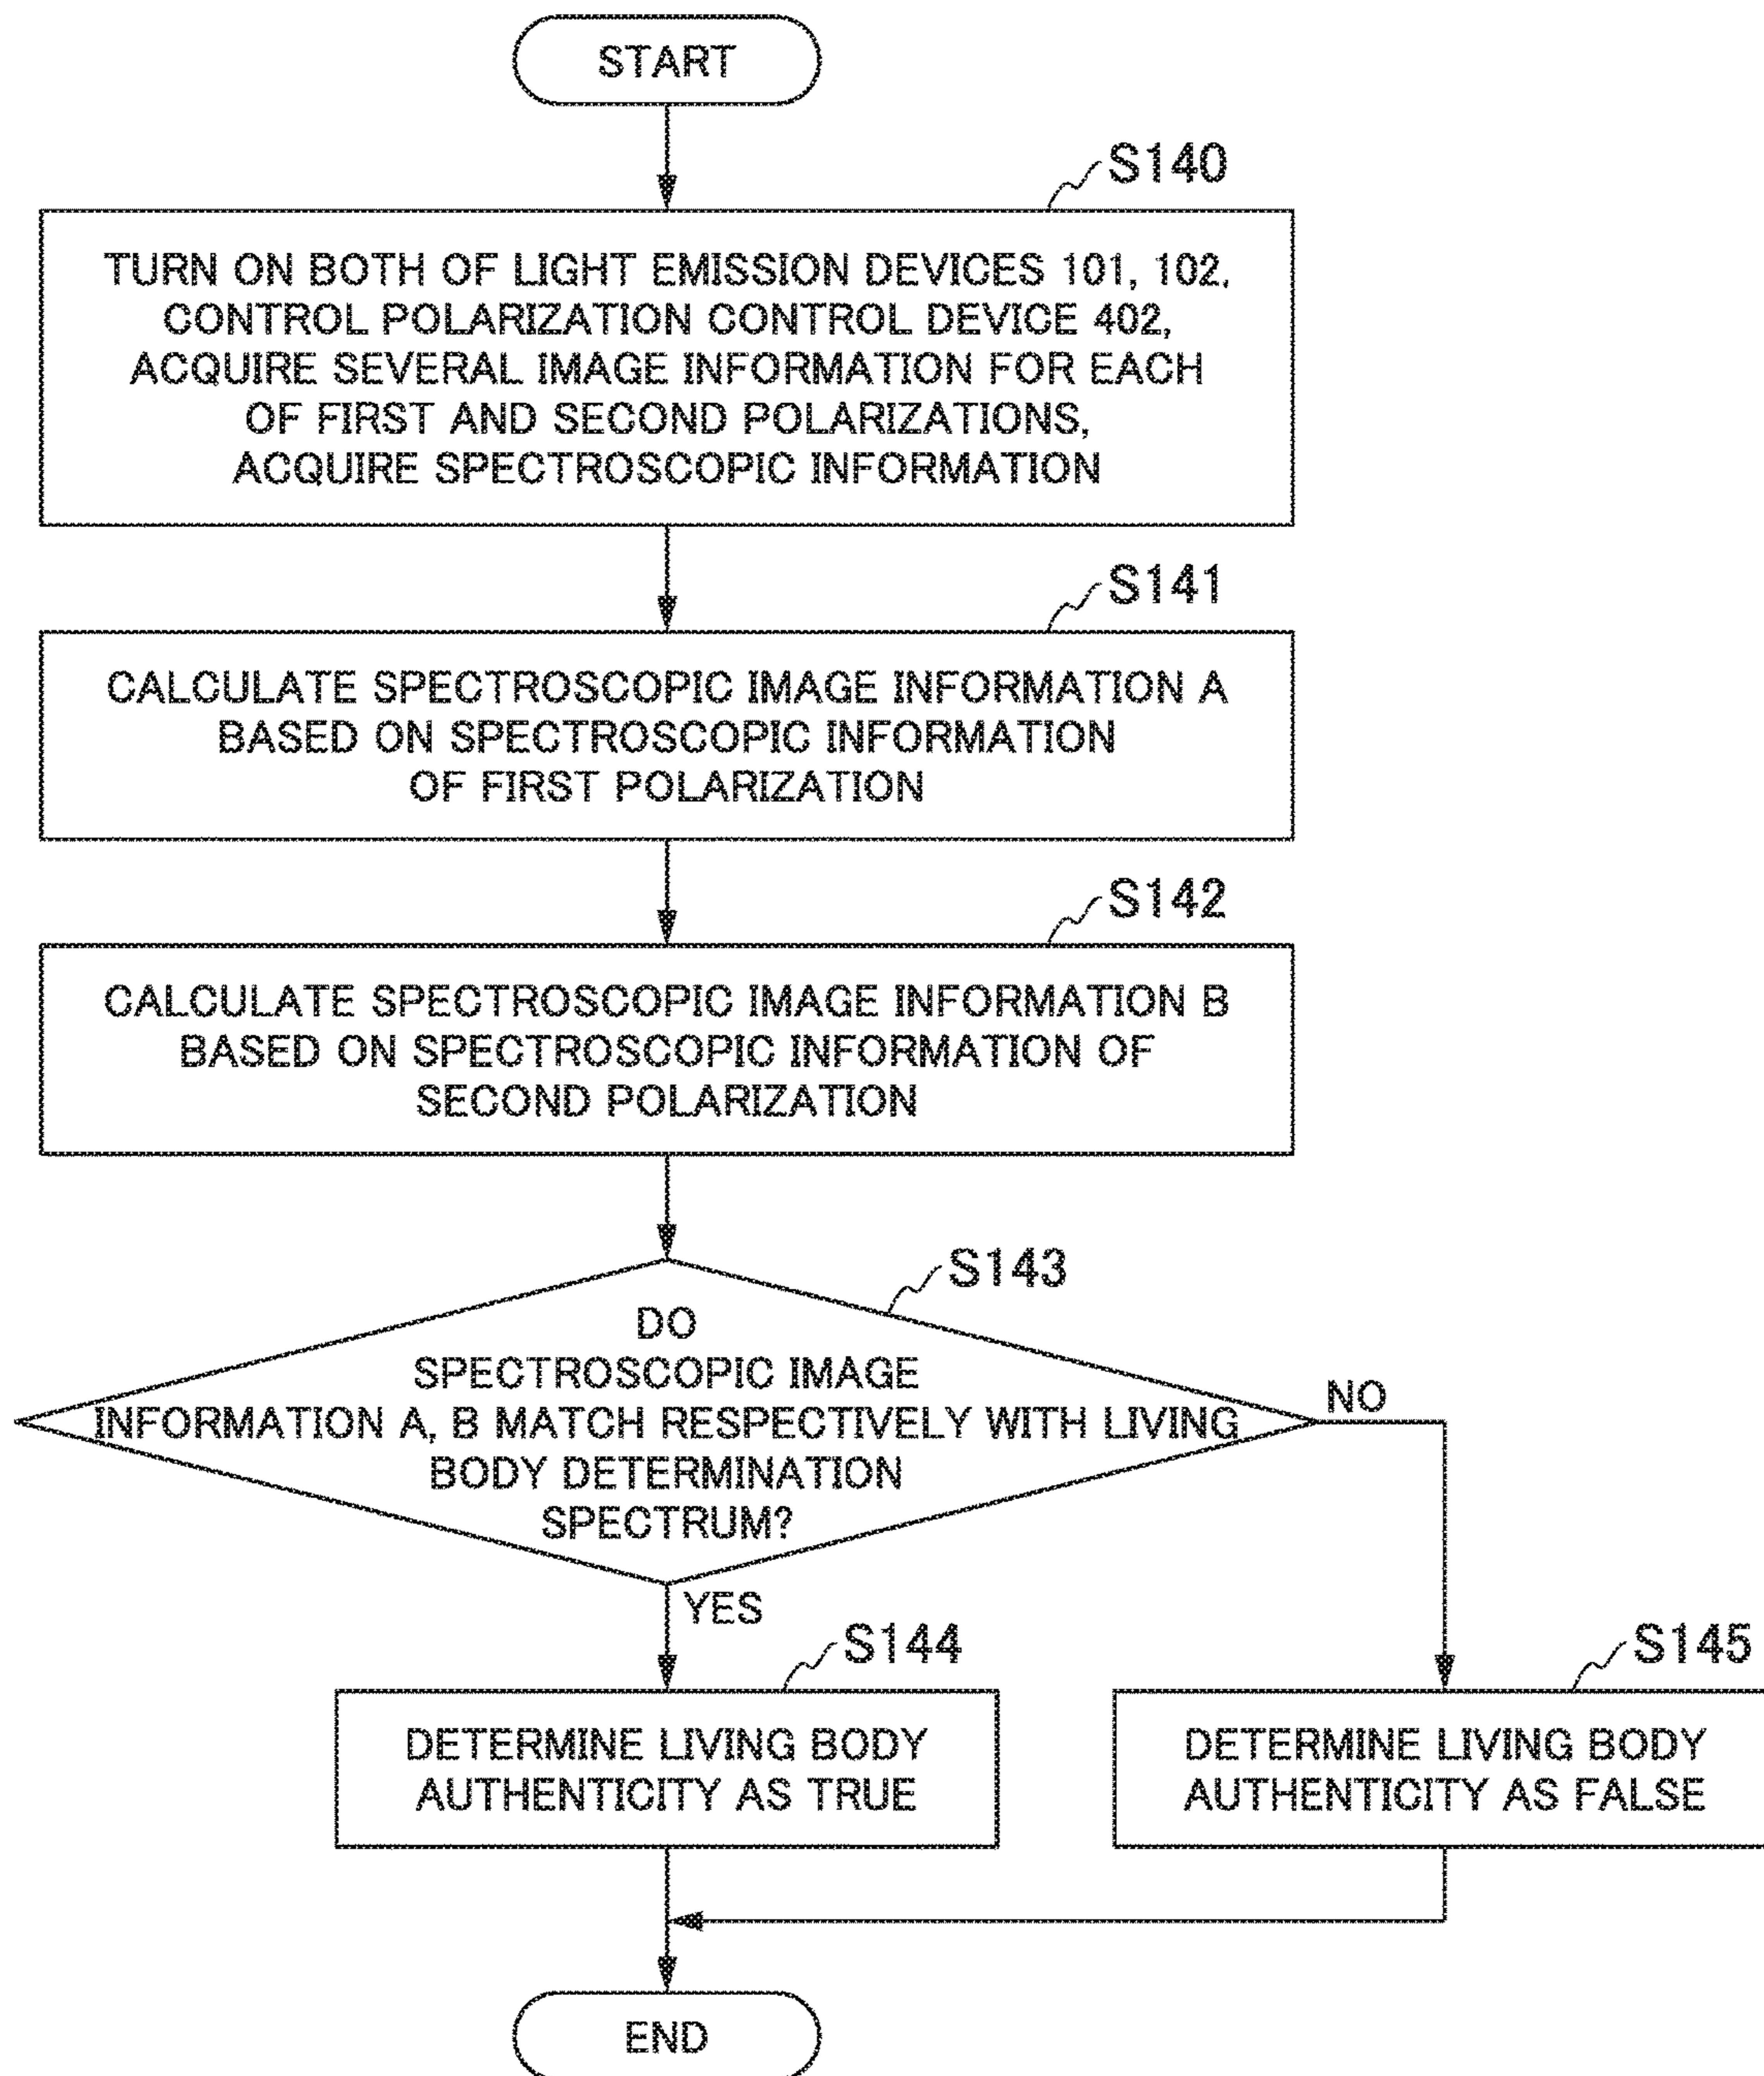 START
S140
TURN ON BOTH OF LIGHT EMISSION DEVICES 101, 102,
CONTROL POLARIZATION CONTROL DEVICE 402,
ACQUIRE SEVERAL IMAGE INFORMATION FOR EACH
OF FIRST AND SECOND POLARIZATIONS,
ACQUIRE SPECTROSCOPIC INFORMATION
S141
CALCULATE SPECTROSCOPIC IMAGE INFORMATION A
BASED ON SPECTROSCOPIC INFORMATION
OF FIRST POLARIZATION
S142
CALCULATE SPECTROSCOPIC IMAGE INFORMATION B
BASED ON SPECTROSCOPIC INFORMATION OF
SECOND POLARIZATION
S143
DO
SPECTROSCOPIC IMAGE
INFORMATION A, B MATCH RESPECTIVELY WITH LIVING
BODY DETERMINATION
SPECTRUM?
NO
YES
S144
DETERMINE LIVING BODY
AUTHENTICITY AS TRUE
S145
DETERMINE LIVING BODY
AUTHENTICITY AS FALSE
END